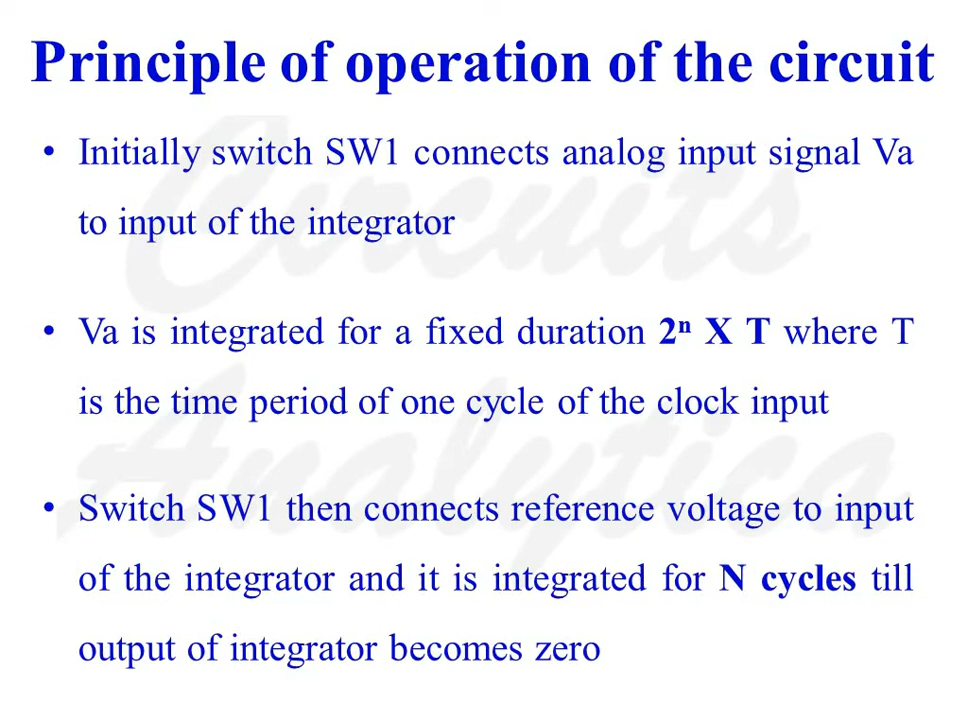 Principle of operation of the circuit
• Initially switch SW1 connects analog input signal Va
to input of the integrator
• Va is integrated for a fixed duration 2ⁿ X T where T
is the time period of one cycle of the clock input
• Switch SW1 then connects reference voltage to input
of the integrator and it is integrated for N cycles till
output of integrator becomes zero
Circuits
Analytica